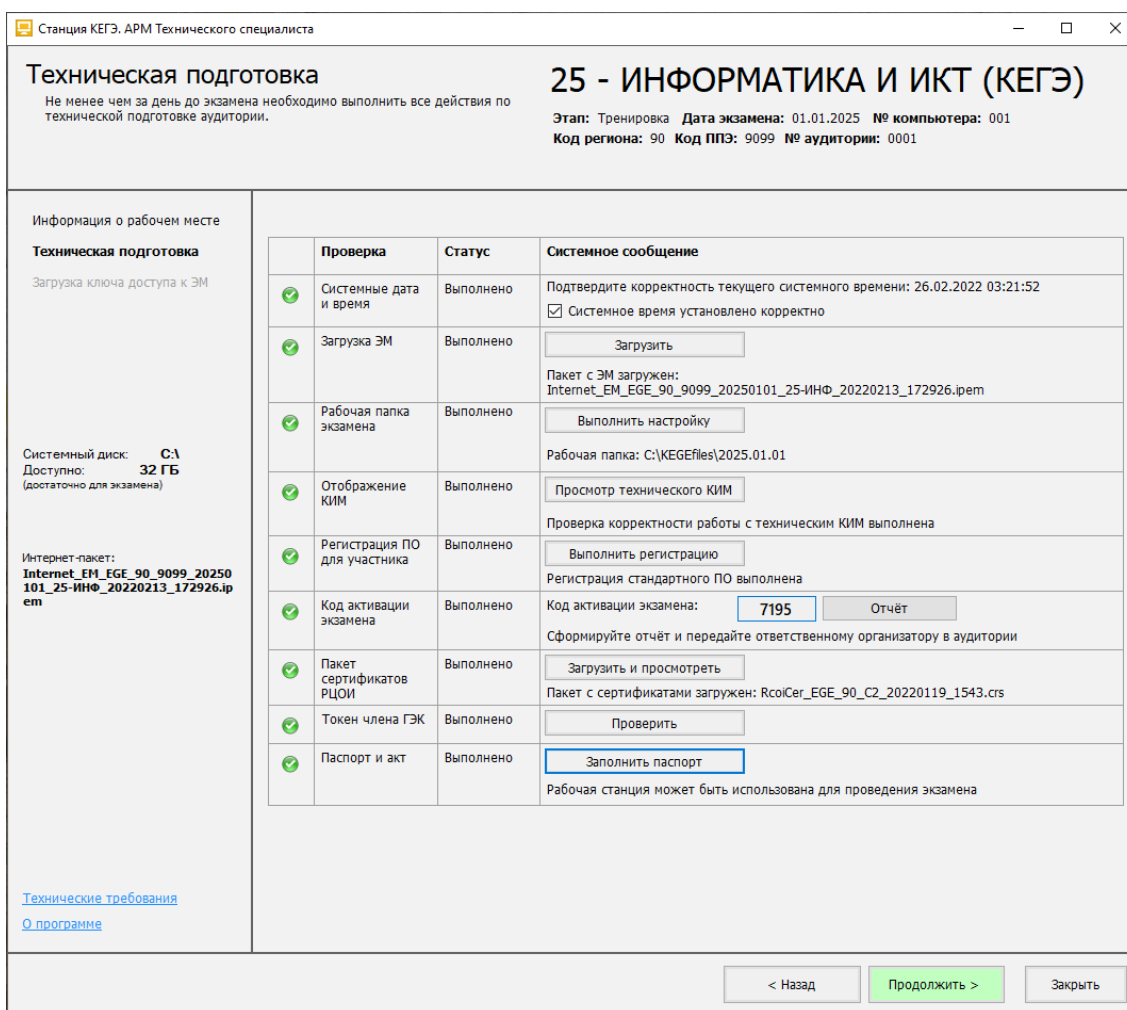 Станция КЕГЭ. АРМ Технического специалиста
Техническая подготовка
Не менее чем за день до экзамена необходимо выполнить все действия по
технической подготовке аудитории.
25 - ИНФОРМАТИКА И ИКТ (КЕГЭ)
Этап: Тренировка Дата экзамена: 01.01.2025 № компьютера: 001
Код региона: 90 Код ППЭ: 9099 № аудитории: 0001
Информация о рабочем месте
Техническая подготовка
Загрузка ключа доступа к ЭМ
Системный диск: C:\
Доступно: 32 ГБ
(достаточно для экзамена)
Интернет-пакет:
Internet_EM_EGE_90_9099_20250
101_25-ИНФ_20220213_172926.ip
em
Технические требования
О программе
Проверка Статус Системное сообщение
Системные дата
и время
Выполнено
Подтвердите корректность текущего системного времени: 26.02.2022 03:21:52
Системное время установлено корректно
Загрузка ЭМ
Выполнено
Загрузить
Пакет с ЭМ загружен:
Internet_EM_EGE_90_9099_20250101_25-ИНФ_20220213_172926.ipem
Рабочая папка
экзамена
Выполнено
Выполнить настройку
Рабочая папка: C:\KEGEfiles\2025.01.01
Отображение
КИМ
Выполнено
Просмотр технического КИМ
Проверка корректности работы с техническим КИМ выполнена
Регистрация ПО
для участника
Выполнено
Выполнить регистрацию
Регистрация стандартного ПО выполнена
Код активации
экзамена
Выполнено
Код активации экзамена: 7195 Отчёт
Сформируйте отчёт и передайте ответственному организатору в аудитории
Пакет
сертификатов
РЦОИ
Выполнено
Загрузить и просмотреть
Пакет с сертификатами загружен: RcoiCer_EGE_90_C2_20220119_1543.crs
Токен члена ГЭК
Выполнено
Проверить
Паспорт и акт
Выполнено
Заполнить паспорт
Рабочая станция может быть использована для проведения экзамена
< Назад Продолжить > Закрыть